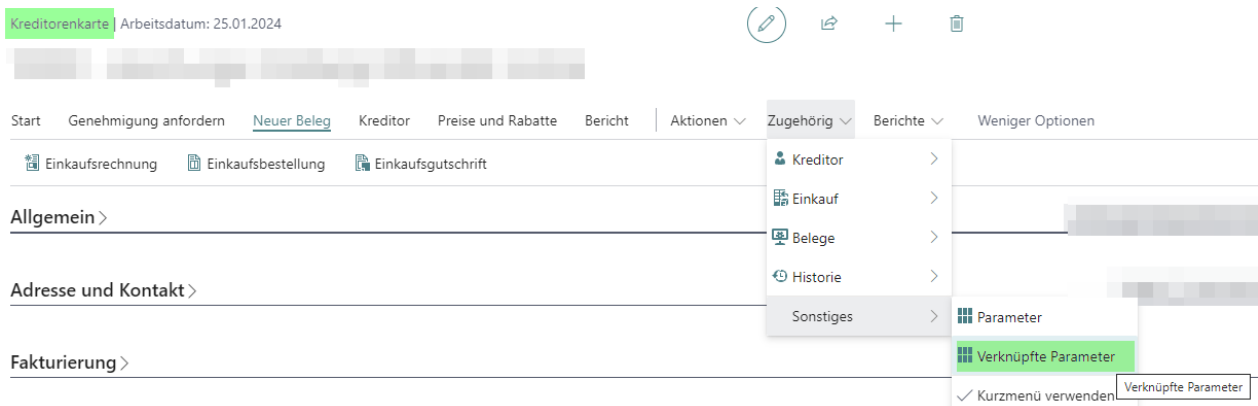 Kreditorenkarte | Arbeitsdatum: 25.01.2024
Start Genehmigung anfordern Neuer Beleg Kreditor Preise und Rabatte Bericht Aktionen Zugehörig Berichte Weniger Optionen
Einkaufsrechnung Einkaufsbestellung Einkaufsgutschrift
Kreditor
Einkauf
Allgemein
Belege
Historie
Adresse und Kontakt
Sonstiges
Parameter
Verknüpfte Parameter
Fakturierung
Verknüpfte Parameter
Kurzmenü verwenden